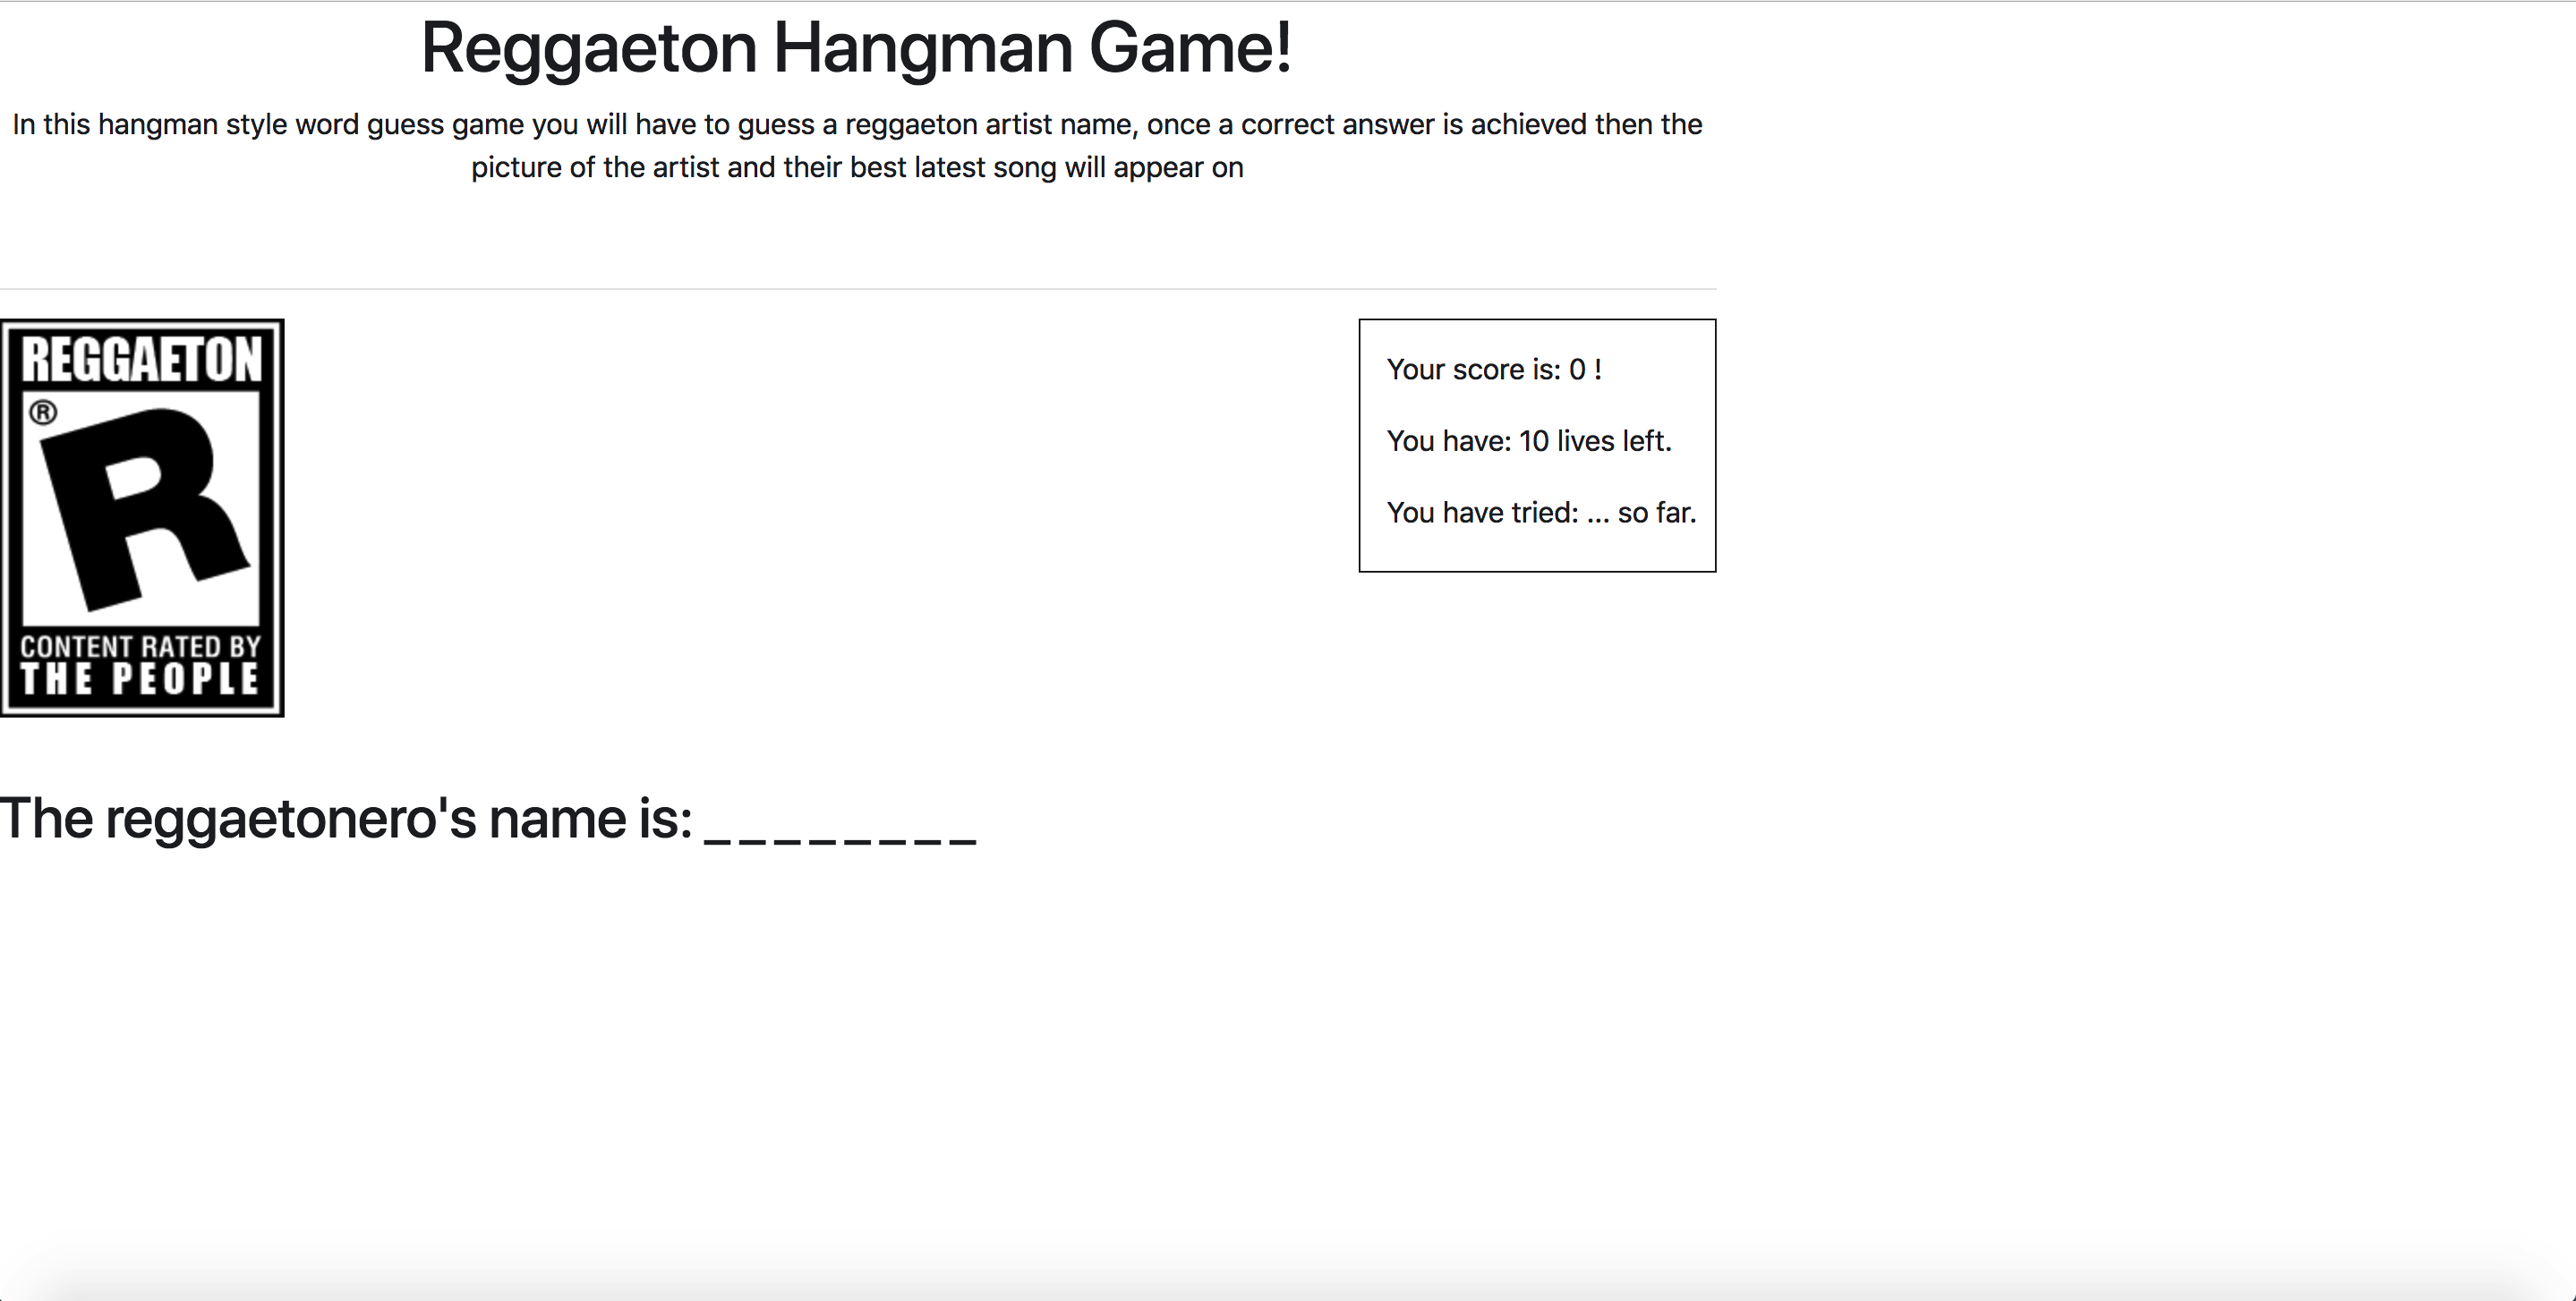 Reggaeton Hangman Game!
In this hangman style word guess game you will have to guess a reggaeton artist name, once a correct answer is achieved then the
picture of the artist and their best latest song will appear on
REGGAETON
®
R
CONTENT RATED BY
THE PEOPLE
Your score is: 0 !
You have: 10 lives left.
You have tried: ... so far.
The reggaetonero's name is: _ _ _ _ _ _ _ _